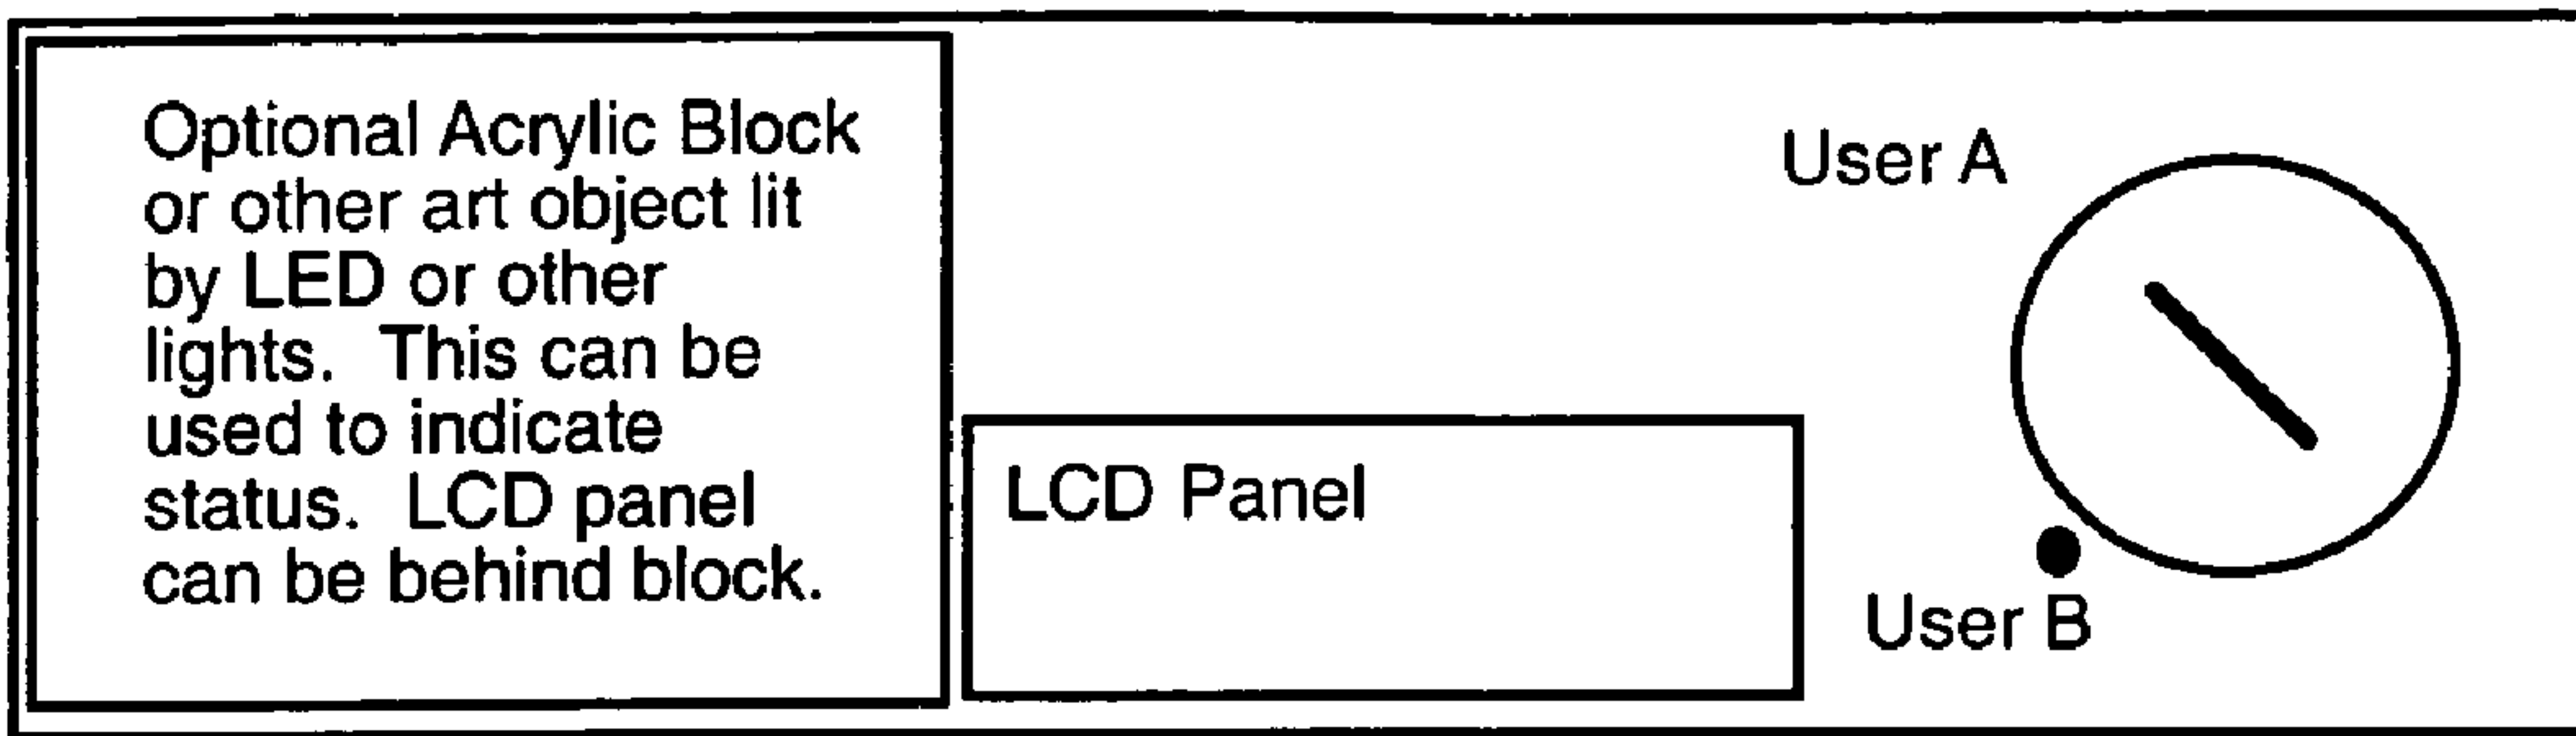 Optional Acrylic Block
or other art object lit
by LED or other
lights.  This can be
used to indicate
status.  LCD panel
can be behind block.
LCD Panel
User A
User B